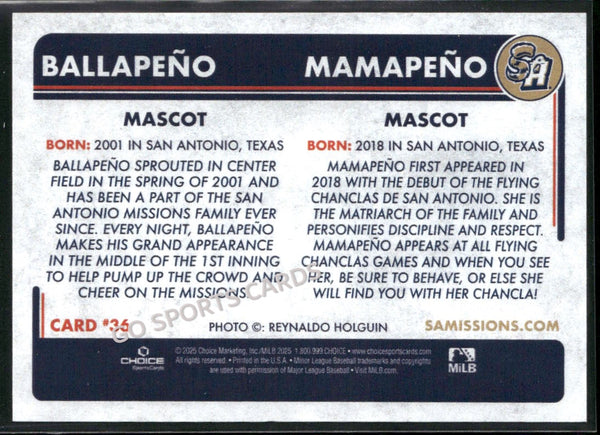 BALLAPEÑO
MAMAPEÑO
SA
MASCOT
BORN: 2001 IN SAN ANTONIO, TEXAS
BALLAPEÑO SPROUTED IN CENTER
FIELD IN THE SPRING OF 2001 AND
HAS BEEN A PART OF THE SAN
ANTONIO MISSIONS FAMILY EVER
SINCE. EVERY NIGHT, BALLAPEÑO
MAKES HIS GRAND APPEARANCE
IN THE MIDDLE OF THE 1ST INNING
TO HELP PUMP UP THE CROWD AND
CHEER ON THE MISSIONS.
MASCOT
BORN: 2018 IN SAN ANTONIO, TEXAS
MAMAPEÑO FIRST APPEARED IN
2018 WITH THE DEBUT OF THE FLYING
CHANCLAS DE SAN ANTONIO. SHE IS
THE MATRIARCH OF THE FAMILY AND
PERSONIFIES DISCIPLINE AND RESPECT.
MAMAPEÑO APPEARS AT ALL FLYING
CHANCLAS GAMES AND WHEN YOU SEE
HER, BE SURE TO BEHAVE, OR ELSE SHE
WILL FIND YOU WITH HER CHANCLA!
GO SPORTS CARDS
CARD #36
PHOTO ©: REYNALDO HOLGUIN
SAMISSIONS.COM
CHOICE
SportsCards
© 2025 Choice Marketing, Inc./MiLB 2025 1.800.999.CHOICE • www.choicesportscards.com
All rights reserved. • Printed in the U.S.A. • Minor League Baseball trademarks and copyrights
are used with permission of Major League Baseball • Visit MiLB.com.
MiLB